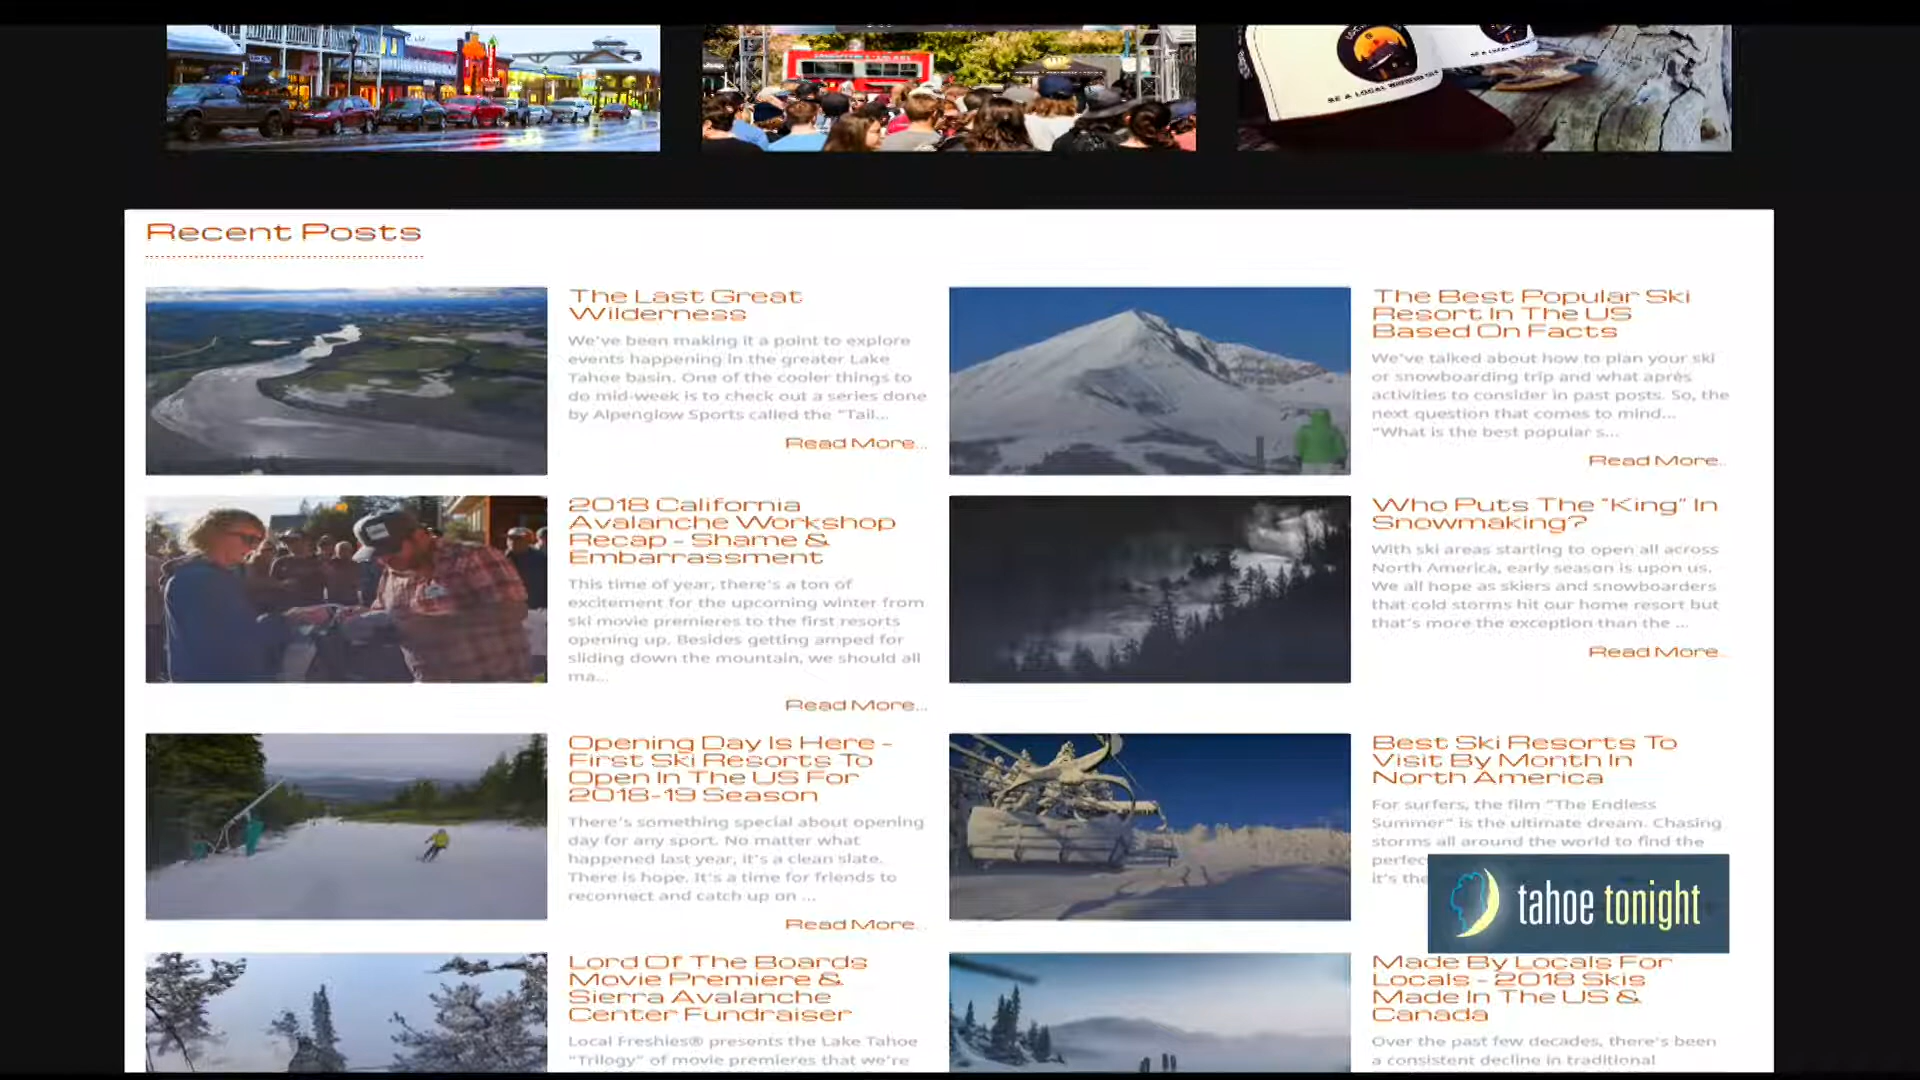 BE A LOCAL WHEREVER YOU
Recent Posts
The Last Great
Wilderness
We've been making it a point to explore
events happening in the greater Lake
Tahoe basin. One of the cooler things to
do mid-week is to check out a series done
by Alpenglow Sports called the "Tail...
Read More...
The Best Popular Ski
Resort In The US
Based On Facts
We've talked about how to plan your ski
or snowboarding trip and what après
activities to consider in past posts. So, the
next question that comes to mind...
"What is the best popular s...
Read More...
2018 California
Avalanche Workshop
Recap - Shame &
Embarrassment
This time of year, there's a ton of
excitement for the upcoming winter from
ski movie premieres to the first resorts
opening up. Besides getting amped for
sliding down the mountain, we should all
ma...
Read More...
Who Puts The "King" In
Snowmaking?
With ski areas starting to open all across
North America, early season is upon us.
We all hope as skiers and snowboarders
that cold storms hit our home resort but
that's more the exception than the ...
Read More...
Opening Day Is Here -
First Ski Resorts To
Open In The US For
2018-19 Season
There's something special about opening
day for any sport. No matter what
happened last year, it's a clean slate.
There is hope. It's a time for friends to
reconnect and catch up on ...
Read More...
Best Ski Resorts To
Visit By Month In
North America
For surfers, the film "The Endless
Summer" is the ultimate dream. Chasing
storms all around the world to find the
perfec
it's the
tahoe tonight
Lord Of The Boards
Movie Premiere &
Sierra Avalanche
Center Fundraiser
Local Freshies® presents the Lake Tahoe
"Trilogy" of movie premieres that we're
Made By Locals For
Locals - 2018 Skis
Made In The US &
Canada
Over the past few decades, there's been
a consistent decline in traditional